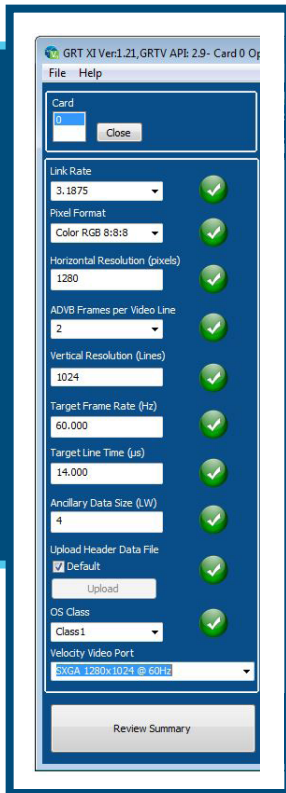 GRT XI Ver:1.21,GRTV API: 2.9- Card 0 Op
File Help
Card
0
Close
Link Rate
3.1875
Pixel Format
Color RGB 8:8:8
Horizontal Resolution (pixels)
1280
ADVB Frames per Video Line
2
Vertical Resolution (Lines)
1024
Target Frame Rate (Hz)
60.000
Target Line Time (µs)
14.000
Ancillary Data Size (LW)
4
Upload Header Data File
Default
Upload
OS Class
Class1
Velocity Video Port
SXGA 1280x1024 @ 60Hz
Review Summary